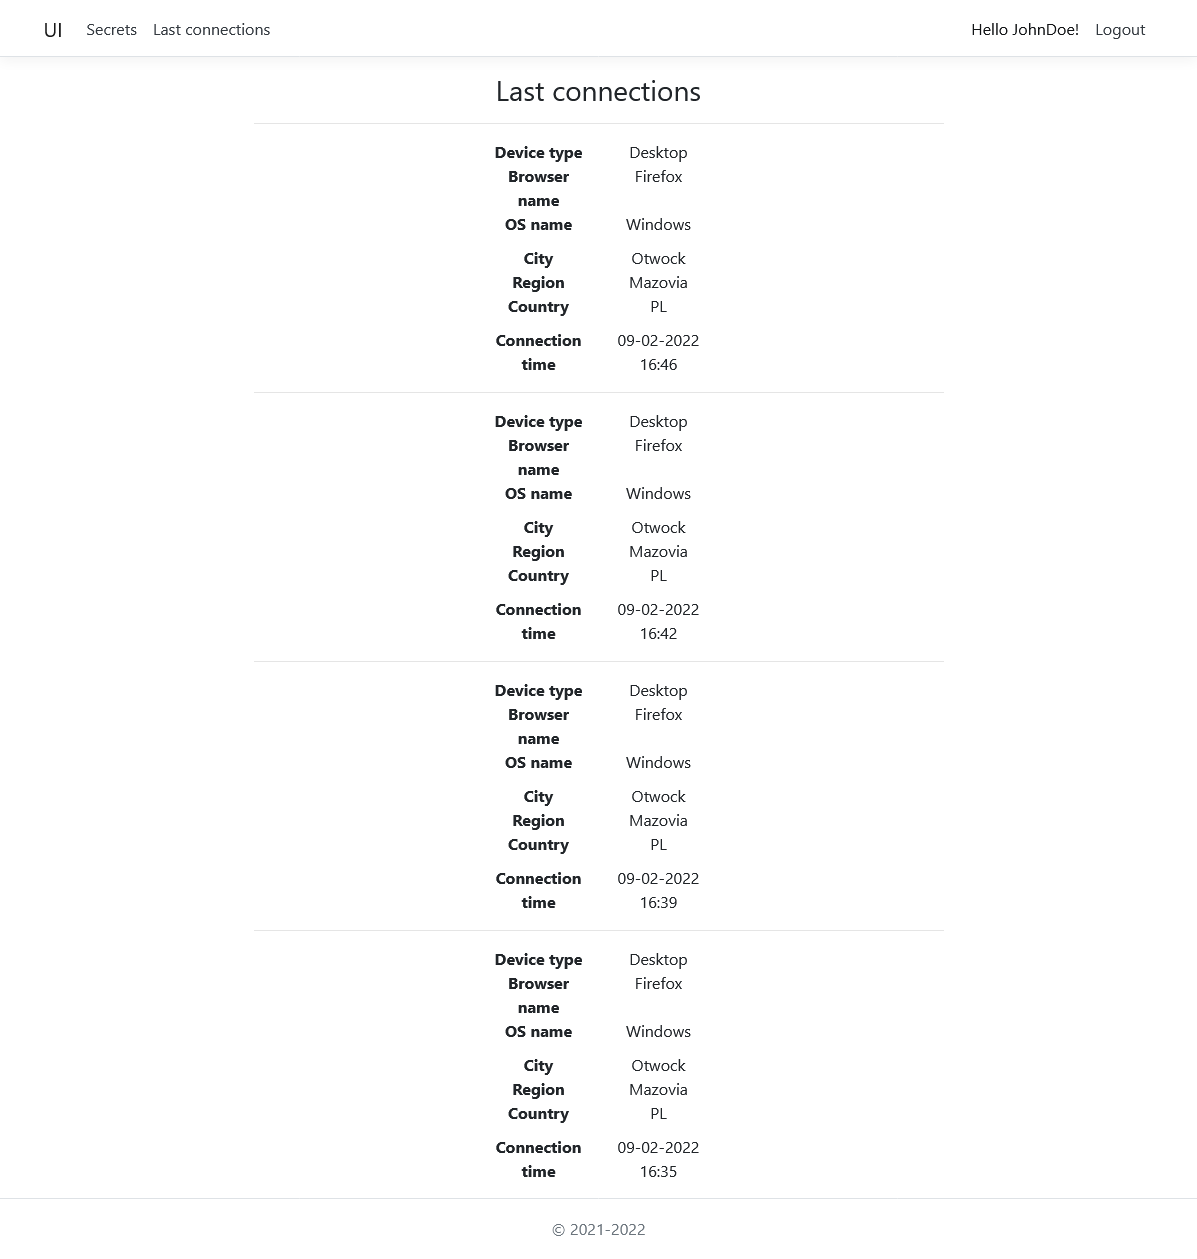 UI Secrets Last connections Hello JohnDoe! Logout
Last connections
Device type Desktop
Browser Firefox
name
OS name Windows
City Otwock
Region Mazovia
Country PL
Connection 09-02-2022
time 16:46
Device type Desktop
Browser Firefox
name
OS name Windows
City Otwock
Region Mazovia
Country PL
Connection 09-02-2022
time 16:42
Device type Desktop
Browser Firefox
name
OS name Windows
City Otwock
Region Mazovia
Country PL
Connection 09-02-2022
time 16:39
Device type Desktop
Browser Firefox
name
OS name Windows
City Otwock
Region Mazovia
Country PL
Connection 09-02-2022
time 16:35
© 2021-2022